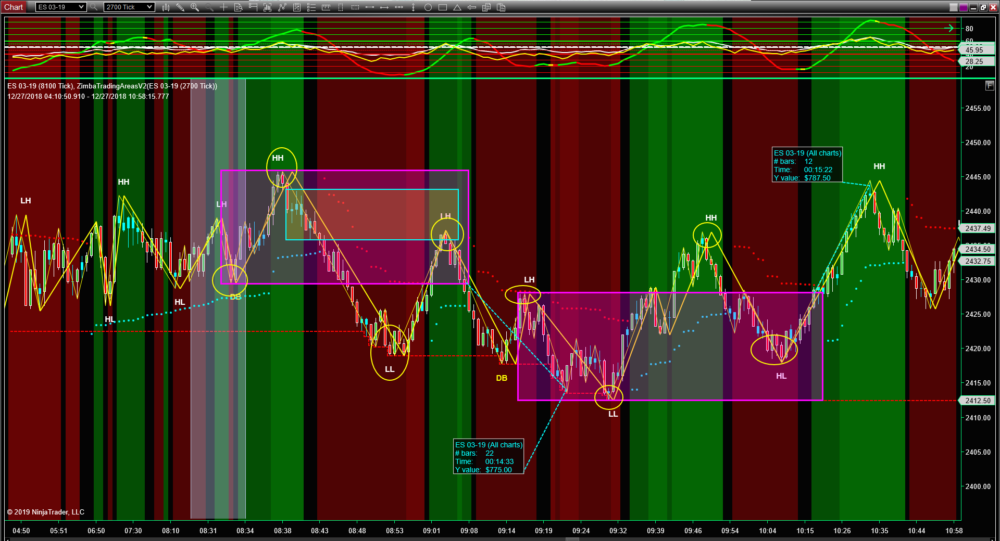 Chart ES 03-19 2700 Tick
80
60
45.95
28.25
20
ES 03-19 (8100 Tick), ZimbaTradingAreasV2(ES 03-19 (2700 Tick))
12/27/2018 04:10:50.910 - 12/27/2018 10:58:15.777
F
2455.00
2450.00
2445.00
2440.00
2437.49
2434.50
2432.75
2430.00
2425.00
2420.00
2415.00
2412.50
2410.00
2405.00
2400.00
HH
HH
LH
LH
HH
LH
HH
ES 03-19 (All charts)
# bars: 12
Time: 00:15:22
Y value: $787.50
HL
HL
DB
LH
LL
DB
HL
LL
ES 03-19 (All charts)
# bars: 22
Time: 00:14:33
Y value: $775.00
© 2019 NinjaTrader, LLC
04:50 05:51 06:50 07:30 08:10 08:31 08:34 08:38 08:43 08:48 08:53 09:01 09:08 09:14 09:19 09:24 09:32 09:39 09:46 09:54 10:04 10:15 10:26 10:35 10:44 10:58